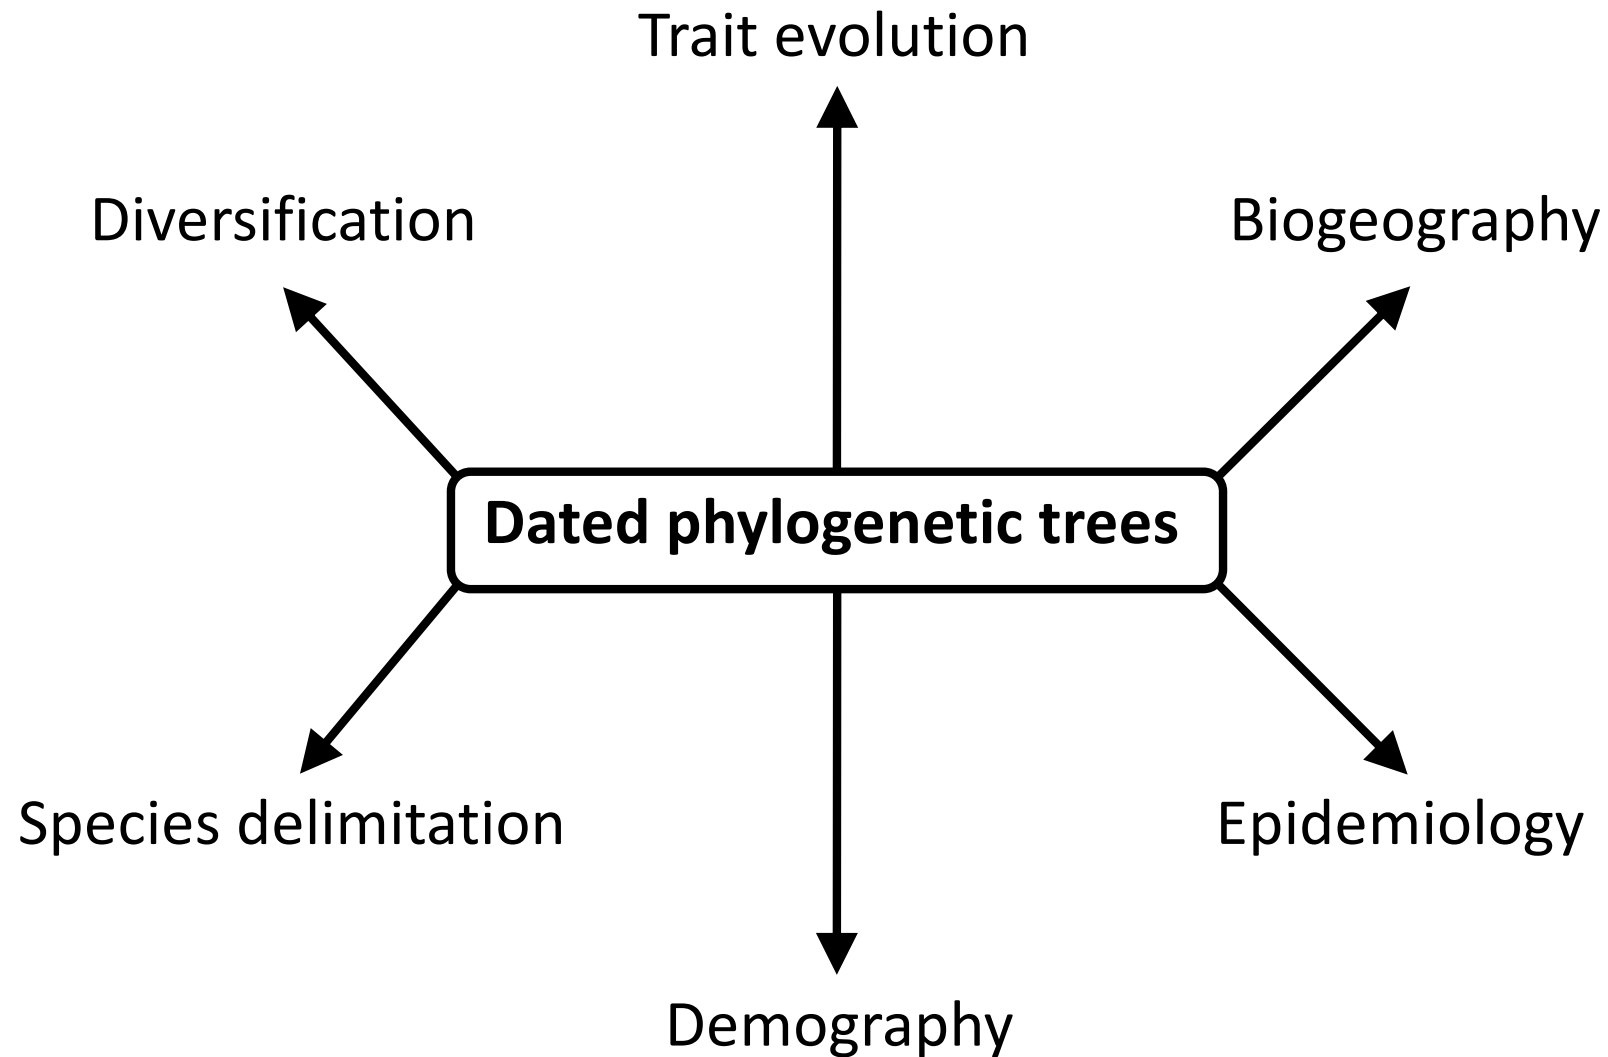 Trait evolution
Diversification
Biogeography
Dated phylogenetic trees
Species delimitation
Epidemiology
Demography